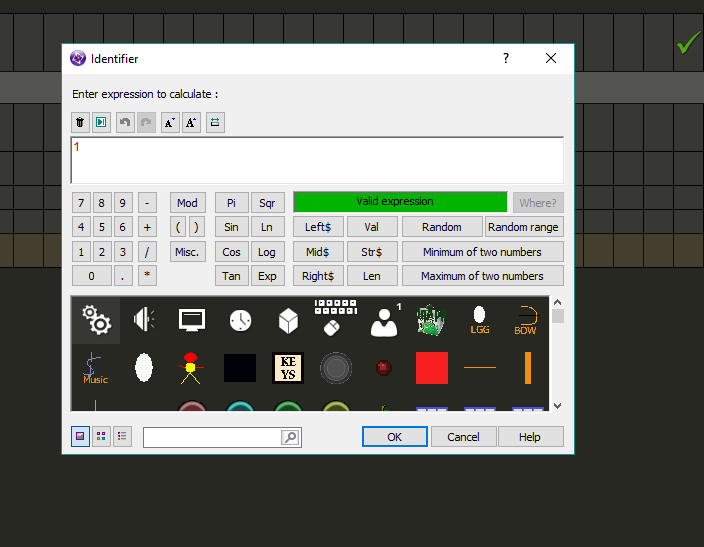 Identifier
?
Enter expression to calculate :
A A
1
7 8 9 - Mod Pi Sqr Valid expression Where?
4 5 6 + ( ) Sin Ln Left$ Val Random Random range
1 2 3 / Misc. Cos Log Mid$ Str$ Minimum of two numbers
0 . * Tan Exp Right$ Len Maximum of two numbers
1
LGG BOW
Music KE
YS
OK Cancel Help